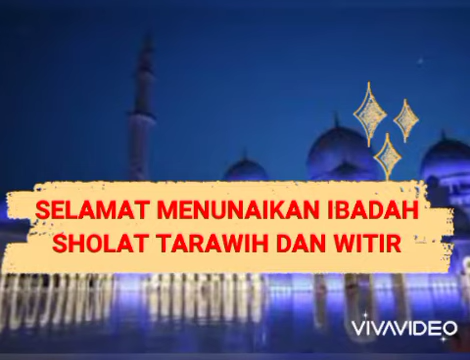 SELAMAT MENUNAIKAN IBADAH
SHOLAT TARAWIH DAN WITIR
VIVAVIDEO